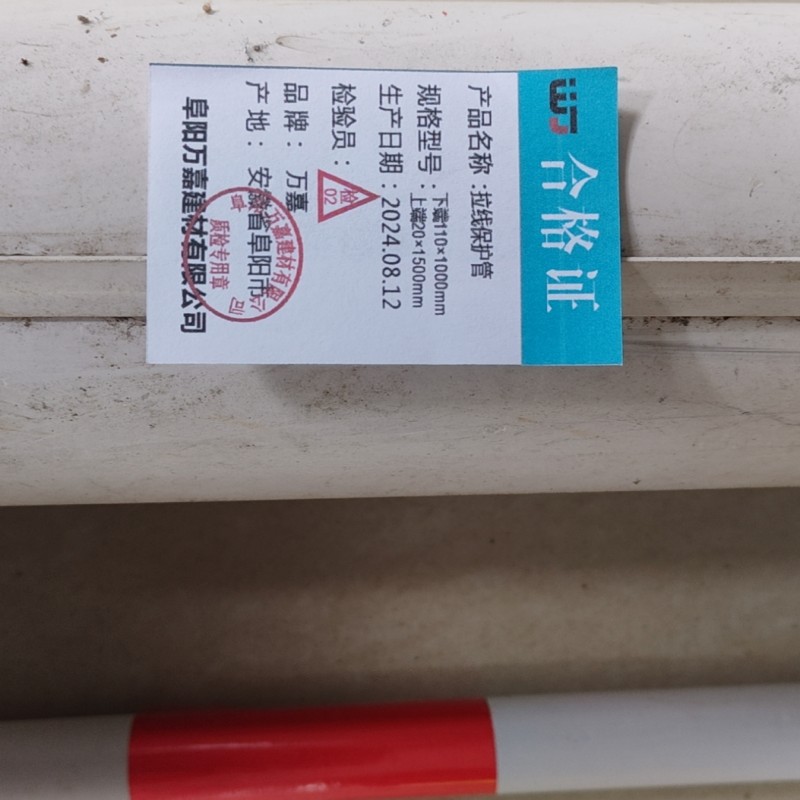 合格证
产品名称：拉线保护管
规格型号：下端110×1000mm
上端20×1500mm
生产日期：2024.08.12
检验员：
检
02
品牌：万嘉
产地：安徽省阜阳市
阜阳万嘉建材有限公司
质检专用章